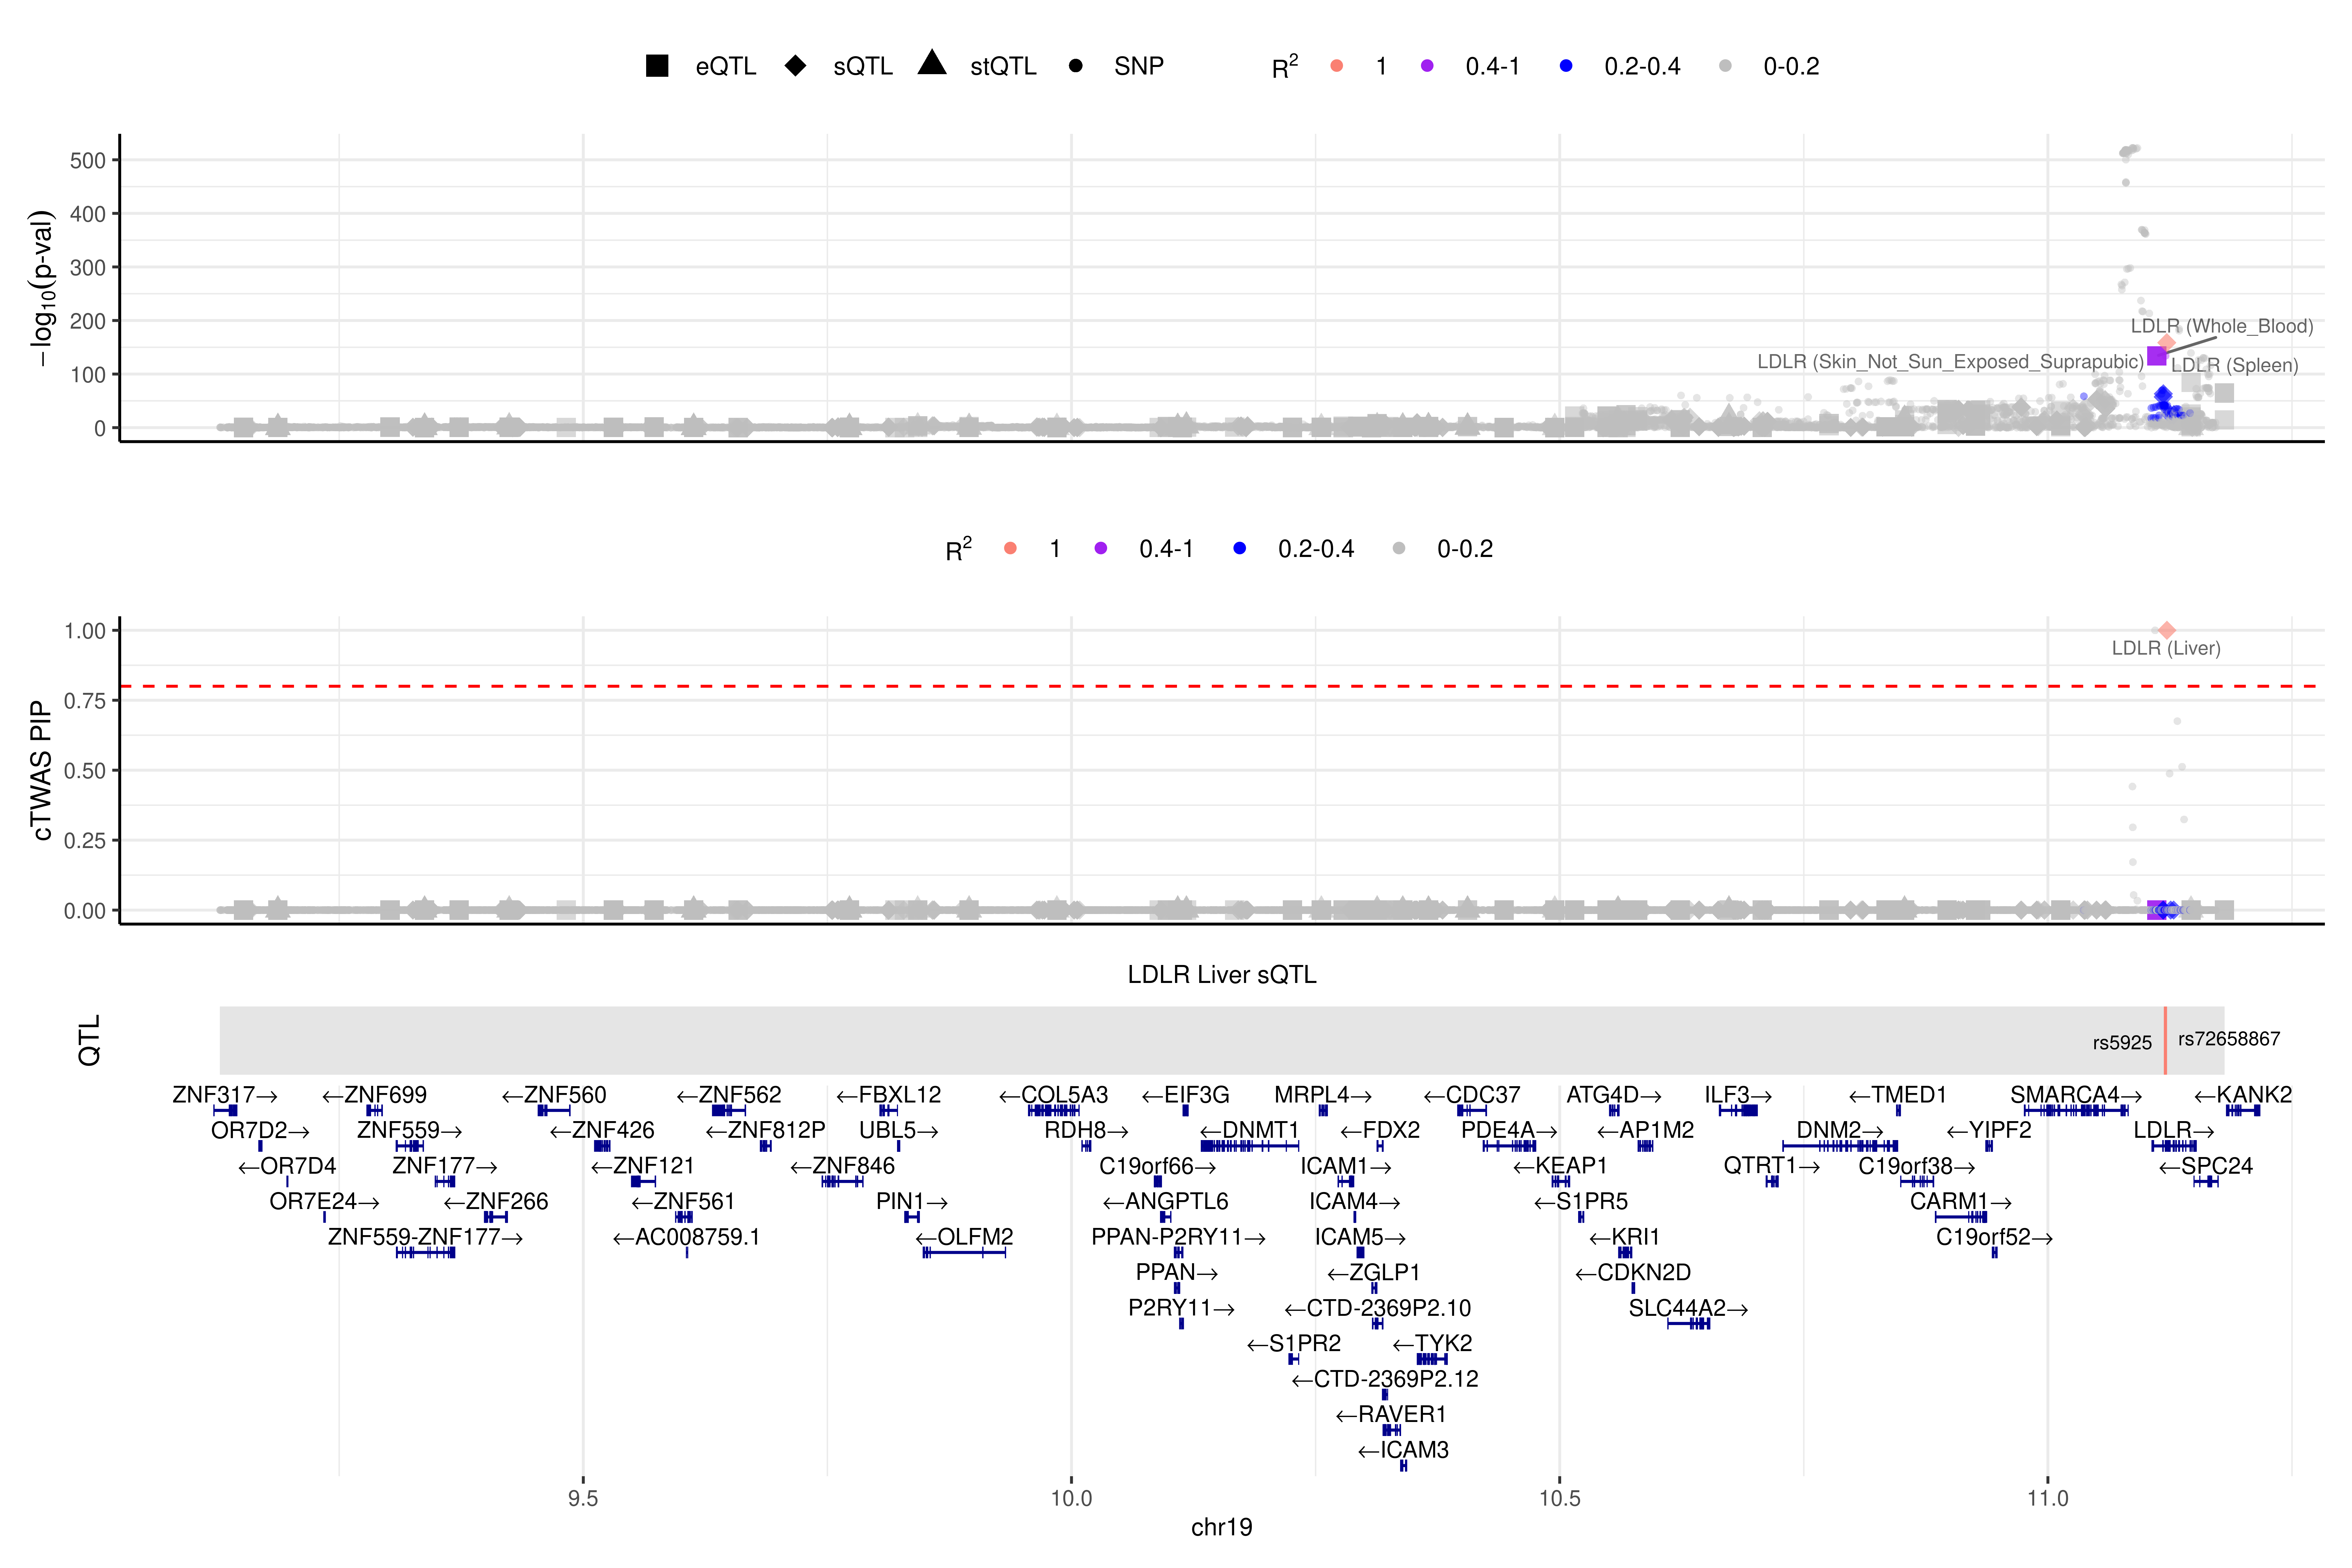 eQTL sQTL stQTL SNP R2 1 0.4-1 0.2-0.4 0-0.2
−log10(p-val)
500
400
300
200
100
0
LDLR (Whole_Blood)
LDLR (Skin_Not_Sun_Exposed_Suprapubic)
LDLR (Spleen)
R2 1 0.4-1 0.2-0.4 0-0.2
cTWAS PIP
1.00
0.75
0.50
0.25
0.00
LDLR (Liver)
LDLR Liver sQTL
QTL
rs5925 rs72658867
ZNF317→ ←ZNF699 ←ZNF560 ←ZNF562 ←FBXL12 ←COL5A3 ←EIF3G MRPL4→ ←CDC37 ATG4D→ ILF3→ ←TMED1 SMARCA4→ ←KANK2
OR7D2→ ZNF559→ ←ZNF426 ←ZNF812P UBL5→ RDH8→ ←DNMT1 ←FDX2 PDE4A→ ←AP1M2 DNM2→ ←YIPF2 LDLR→
←OR7D4 ZNF177→ ←ZNF121 ←ZNF846 C19orf66→ ICAM1→ ←KEAP1 QTRT1→ C19orf38→ ←SPC24
OR7E24→ ←ZNF266 ←ZNF561 PIN1→ ←ANGPTL6 ICAM4→ ←S1PR5 CARM1→
ZNF559-ZNF177→ ←AC008759.1 ←OLFM2 PPAN-P2RY11→ ICAM5→ ←KRI1 C19orf52→
PPAN→ ←ZGLP1 ←CDKN2D
P2RY11→ ←CTD-2369P2.10 SLC44A2→
←S1PR2 ←TYK2
←CTD-2369P2.12
←RAVER1
←ICAM3
9.5 10.0 10.5 11.0
chr19